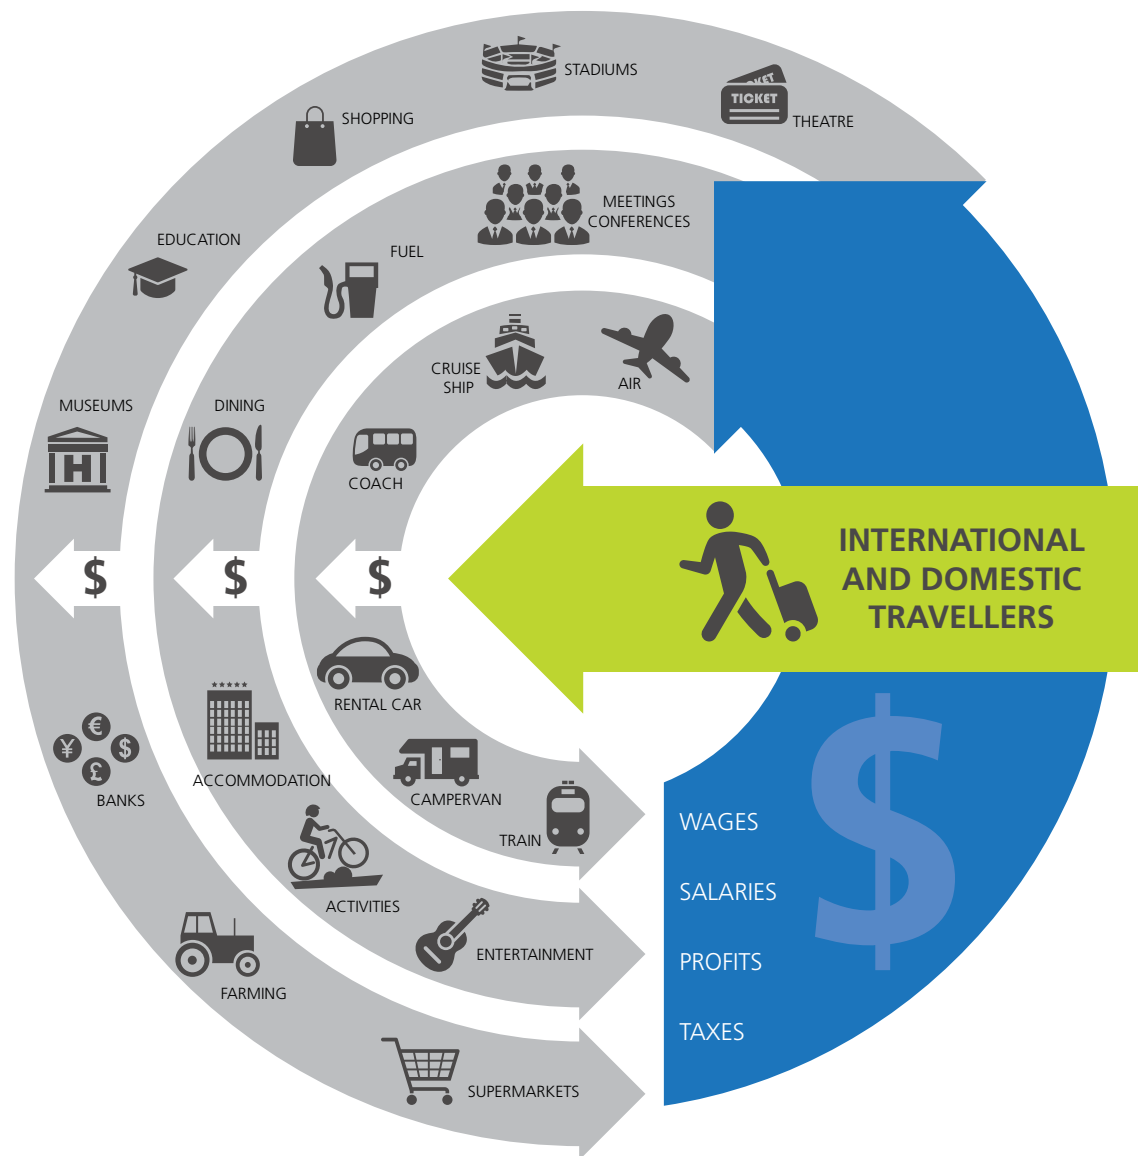 STADIUMS
TICKET
TICKET
THEATRE
SHOPPING
EDUCATION
MUSEUMS
H
MEETINGS
CONFERENCES
FUEL
DINING
CRUISE
SHIP
AIR
COACH
$
$
$
INTERNATIONAL
AND DOMESTIC
TRAVELLERS
RENTAL CAR
CAMPERVAN
TRAIN
ACCOMMODATION
ACTIVITIES
ENTERTAINMENT
€
¥
$
£
BANKS
FARMING
SUPERMARKETS
$
WAGES
SALARIES
PROFITS
TAXES